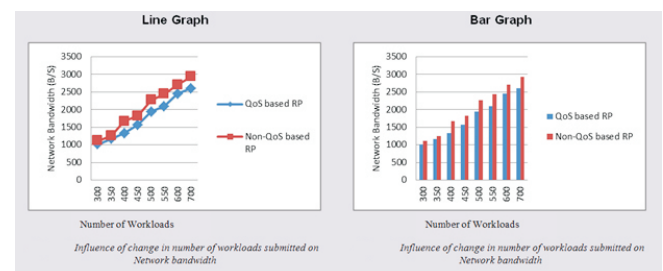 Line Graph
Network Bandwidth (B/S)
3500
3000
2500
2000
1500
1000
500
0
300
350
400
450
500
550
600
700
QoS based RP
Non-QoS based
RP
Number of Workloads
Influence of change in number of workloads submitted on
Network bandwidth
Bar Graph
Network Bandwidth (B/S)
3500
3000
2500
2000
1500
1000
500
0
300
350
400
450
500
550
600
700
QoS based RP
Non-QoS based RP
Number of Workloads
Influence of change in number of workloads submitted on
Network bandwidth